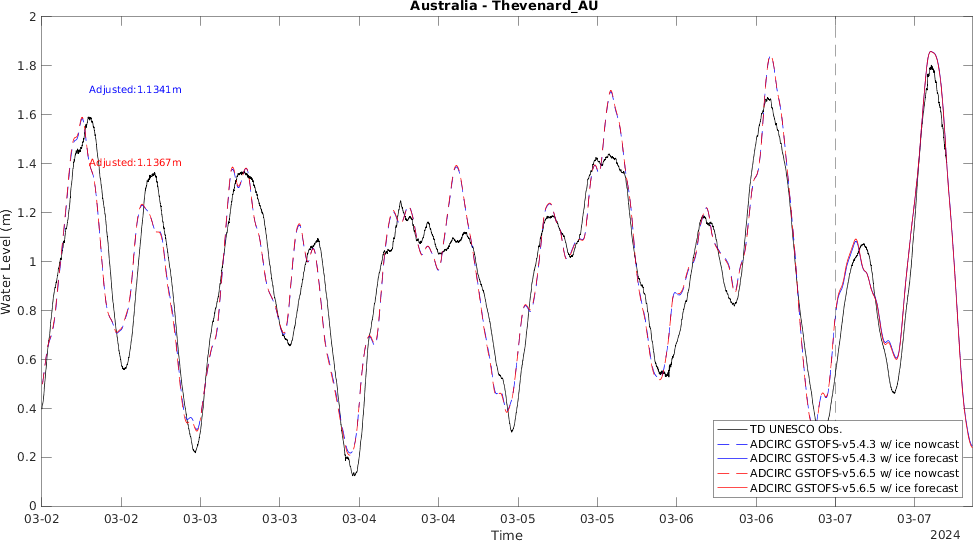 Australia - Thevenard_AU
2
1.8
1.6
1.4
1.2
1
0.8
0.6
0.4
0.2
0
Water Level (m)
Adjusted:1.1341m
Adjusted:1.1367m
TD UNESCO Obs.
ADCIRC GSTOFS-v5.4.3 w/ ice nowcast
ADCIRC GSTOFS-v5.4.3 w/ ice forecast
ADCIRC GSTOFS-v5.6.5 w/ ice nowcast
ADCIRC GSTOFS-v5.6.5 w/ ice forecast
03-02 03-02 03-03 03-03 03-04 03-04 03-05 03-05 03-06 03-06 03-07 03-07
Time
2024